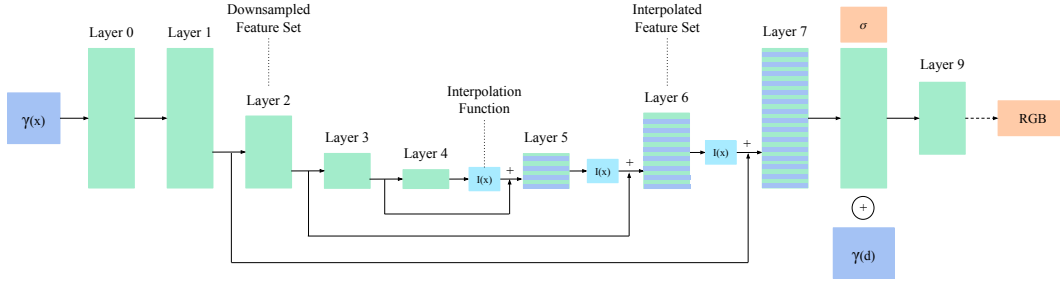 Downsampled
Feature Set
Interpolated
Feature Set
Layer 0
Layer 1
Layer 7
σ
Layer 9
Interpolation
Function
Layer 2
Layer 6
γ(x)
RGB
Layer 3
Layer 4
Layer 5
I(x)
+
I(x)
+
I(x)
+
+
γ(d)